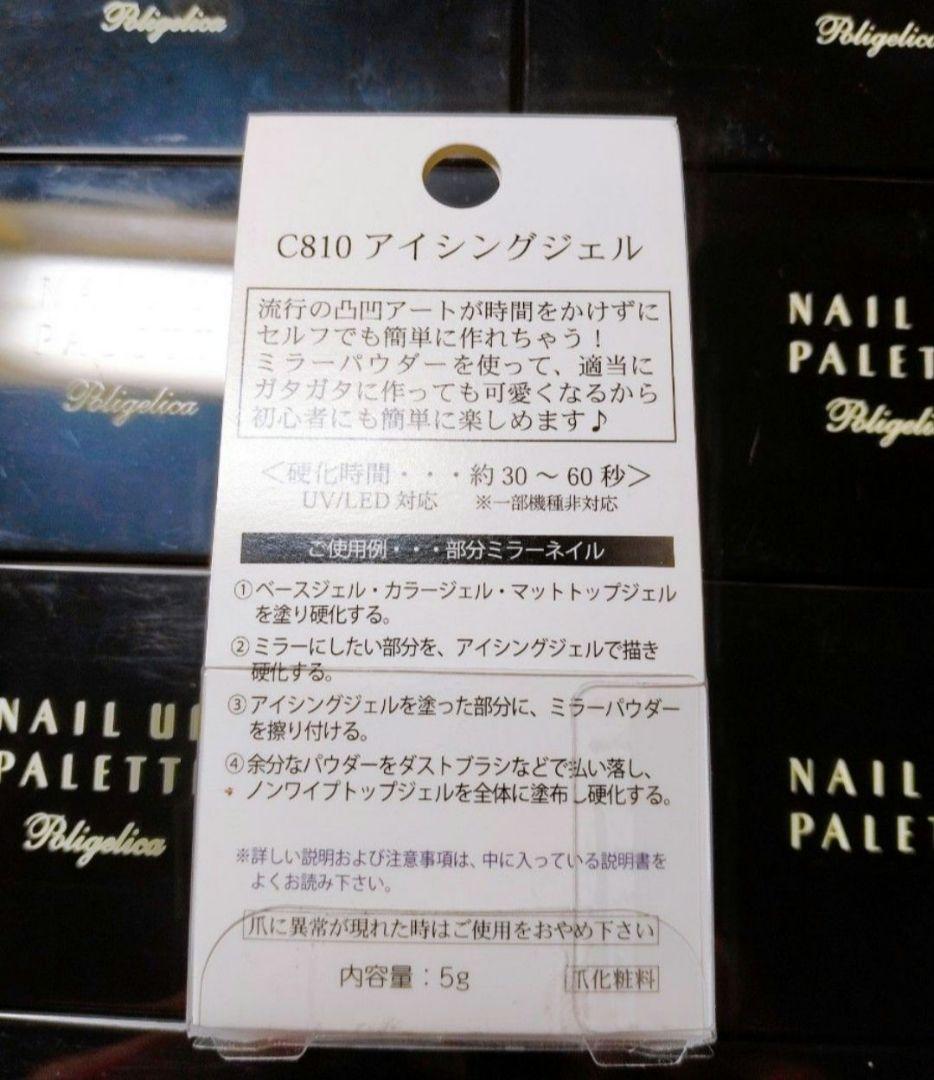 Poligelica
Poligelica
C810 アイシングジェル
流行の凸凹アートが時間をかけずに
セルフでも簡単に作れちゃう！
ミラーパウダーを使って、適当に
ガタガタに作っても可愛くなるから
初心者にも簡単に楽しめます♪
NAIL
PALET
Poligelica
Poligeli
＜硬化時間・・・約30～60秒＞
UV/LED 対応 ※一部機種非対応
ご使用例・・・部分ミラーネイル
①ベースジェル・カラージェル・マットトップジェル
を塗り硬化する。
②ミラーにしたい部分を、アイシングジェルで描き
硬化する。
③アイシングジェルを塗った部分に、ミラーパウダー
を擦り付ける。
④余分なパウダーをダストブラシなどで払い落し、
ノンワイプトップジェルを全体に塗布し硬化する。
※詳しい説明および注意事項は、中に入っている説明書を
よくお読み下さい。
爪に異常が現れた時はご使用をおやめ下さい
内容量：5g 爪化粧料
NAIL
PALETT
Poligelica
NAIL
PALET